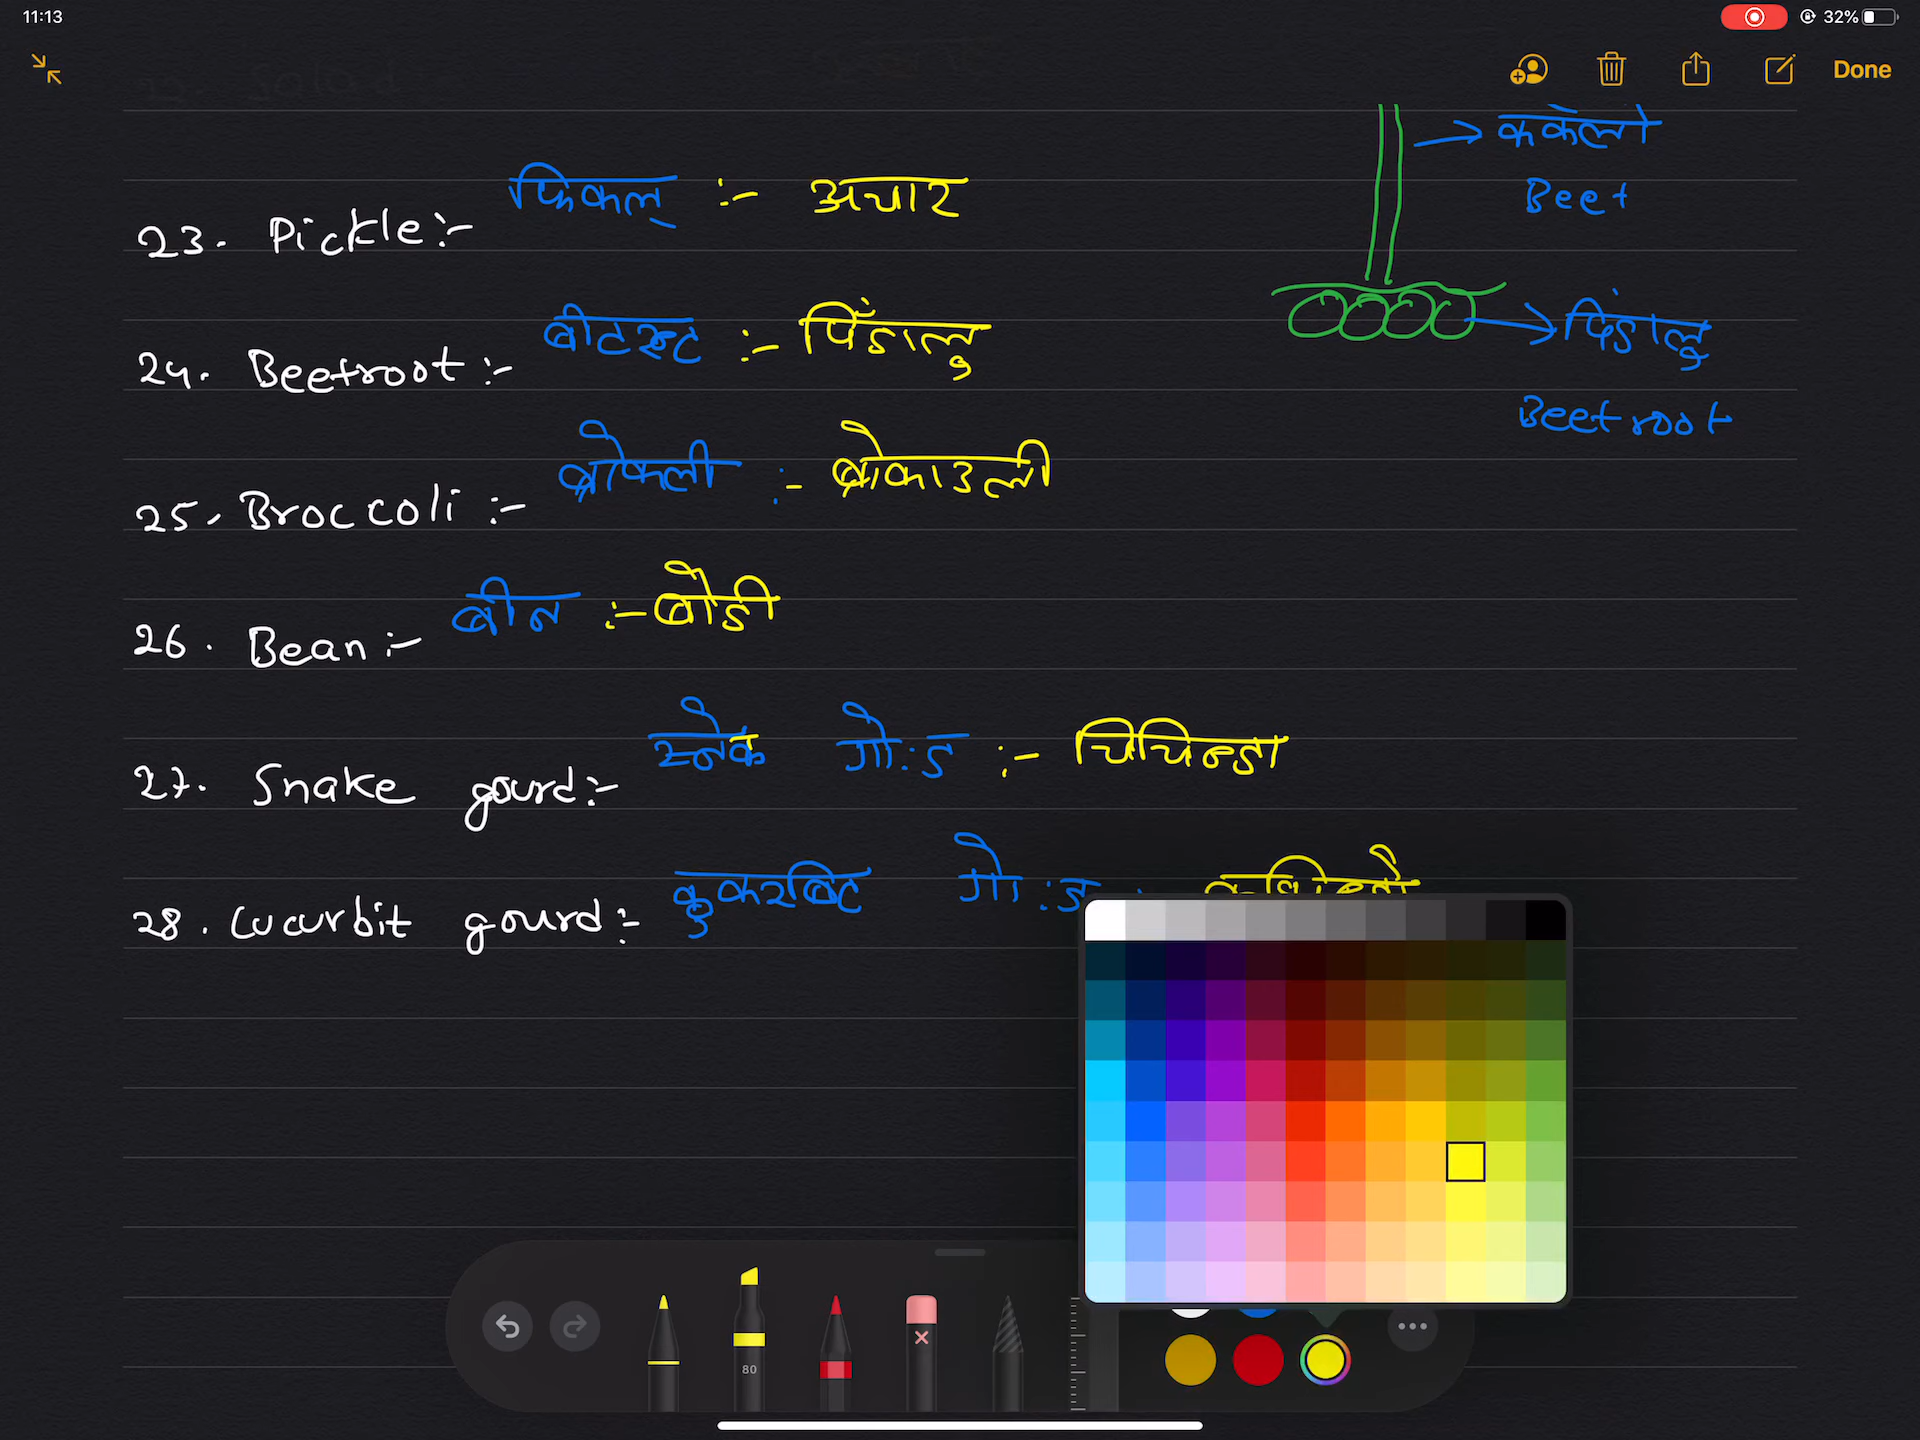 11:13
32%
Done
ककेलो
Beet
23. Pickle:- फिकल् :- अचार
24. Beetroot:- बीटरूट :- पिँडालु
पिंडालु
Beetroot
25. Broccoli:- ब्रोकली :- ब्रोकाउली
26. Bean:- बीन :- बोडी
27. Snake gourd:- स्नेक गो:ड :- चिचिन्डा
28. Cucurbit gourd:- कुकरबिट गो:ड
80